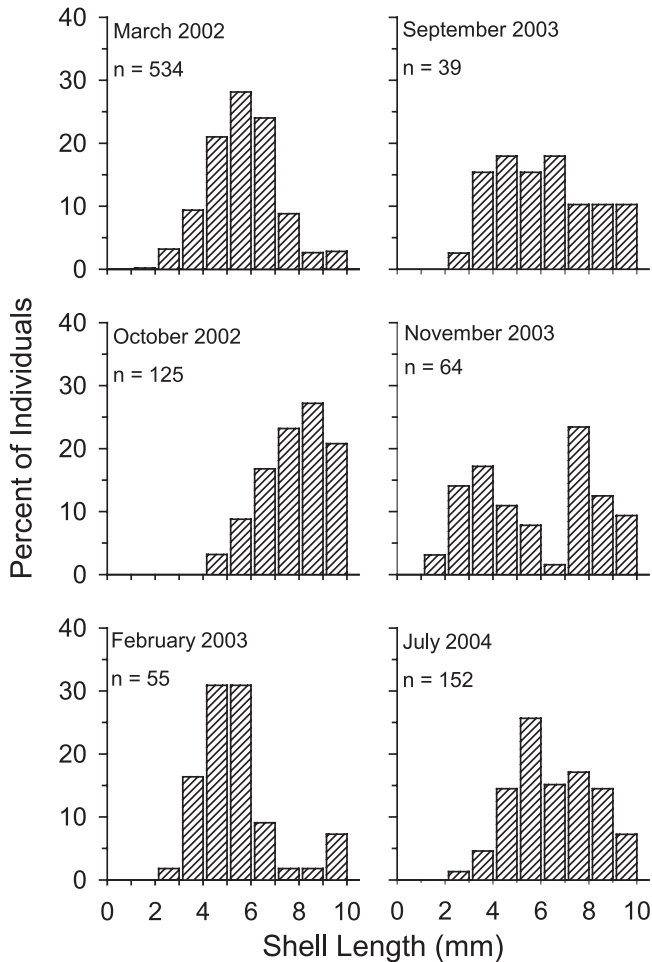 Percent of Individuals
40
30
20
10
0
March 2002
n = 534
September 2003
n = 39
40
30
20
10
0
October 2002
n = 125
November 2003
n = 64
40
30
20
10
0
February 2003
n = 55
July 2004
n = 152
0 2 4 6 8 10
0 2 4 6 8 10
Shell Length (mm)